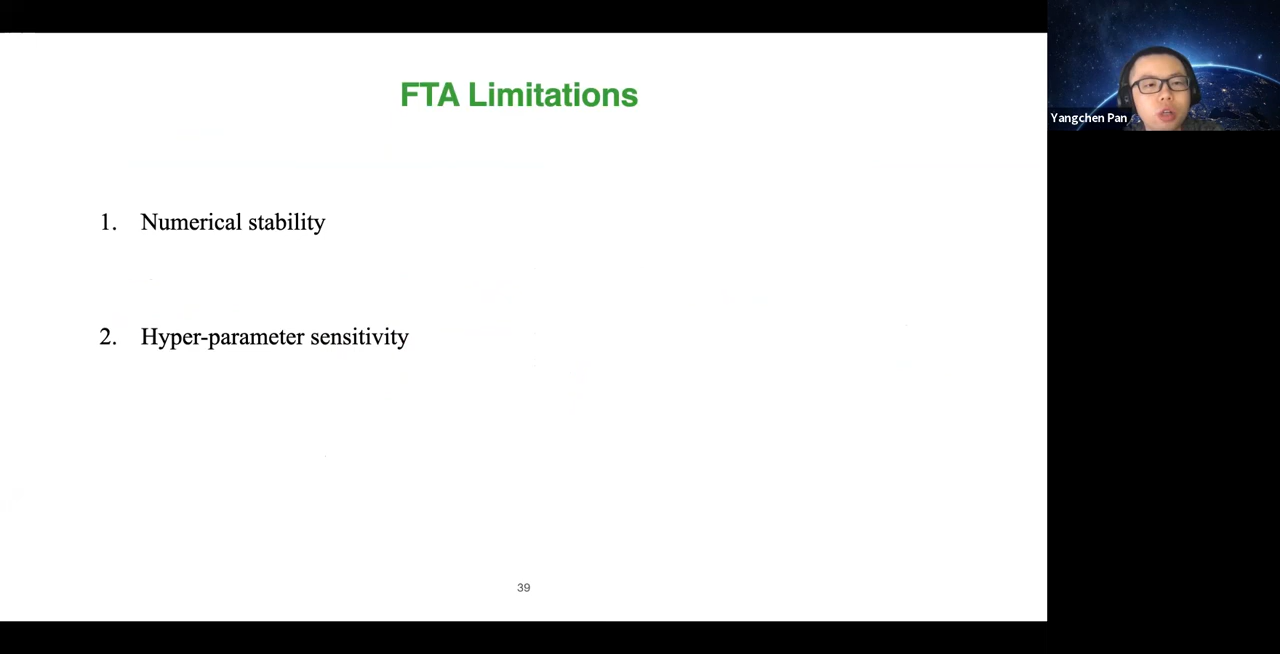 FTA Limitations
Yangchen Pan
1. Numerical stability
2. Hyper-parameter sensitivity
39